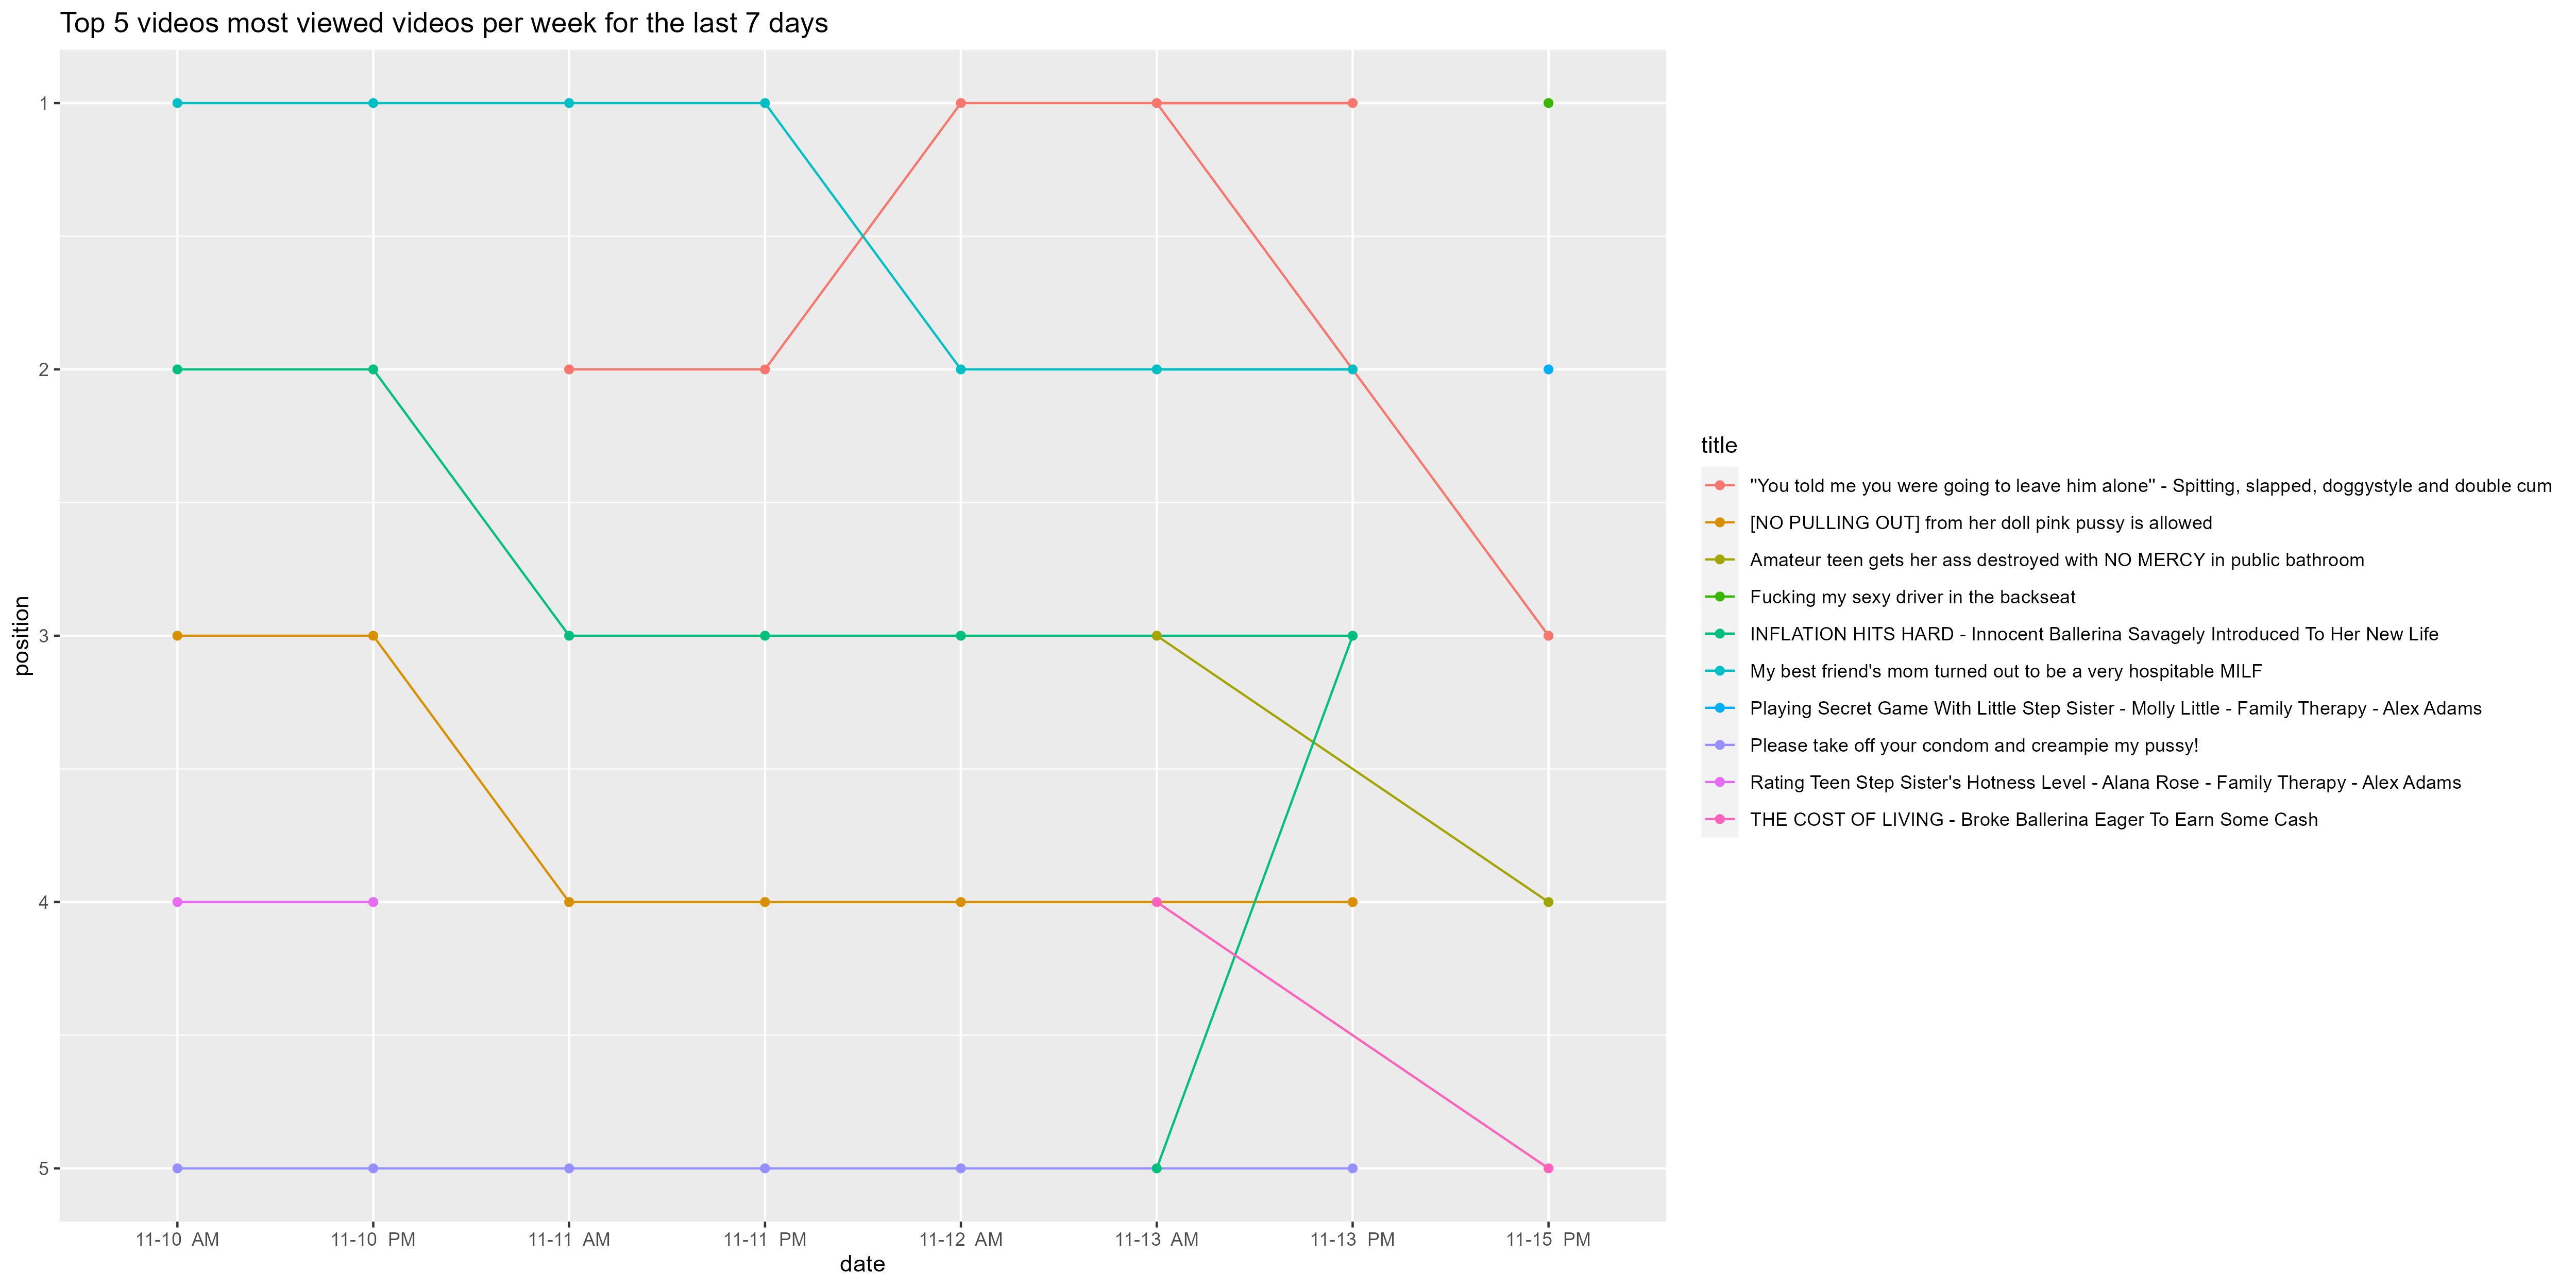 Top 5 videos most viewed videos per week for the last 7 days
position
1
2
3
4
5
11-10 AM
11-10 PM
11-11 AM
11-11 PM
11-12 AM
11-13 AM
11-13 PM
11-15 PM
date
title
"You told me you were going to leave him alone" - Spitting, slapped, doggystyle and double cum
[NO PULLING OUT] from her doll pink pussy is allowed
Amateur teen gets her ass destroyed with NO MERCY in public bathroom
Fucking my sexy driver in the backseat
INFLATION HITS HARD - Innocent Ballerina Savagely Introduced To Her New Life
My best friend's mom turned out to be a very hospitable MILF
Playing Secret Game With Little Step Sister - Molly Little - Family Therapy - Alex Adams
Please take off your condom and creampie my pussy!
Rating Teen Step Sister's Hotness Level - Alana Rose - Family Therapy - Alex Adams
THE COST OF LIVING - Broke Ballerina Eager To Earn Some Cash